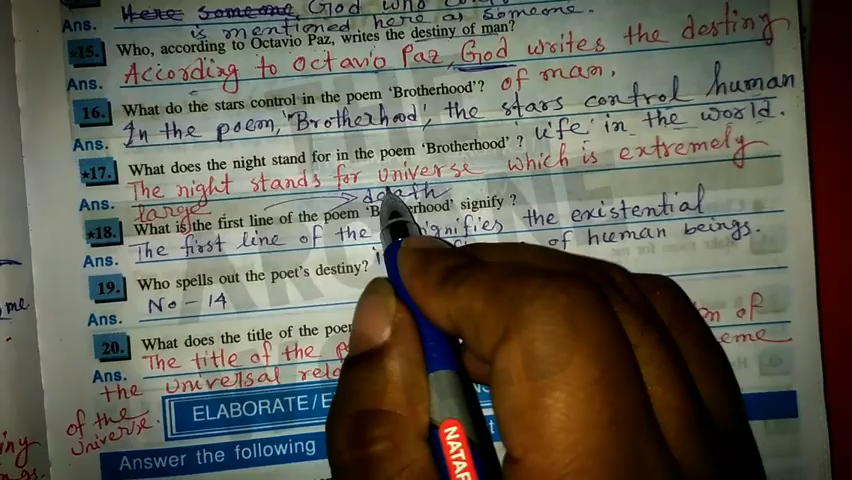 Here someone, God who
Ans. is mentioned here as someone.
*15. Who, according to Octavio Paz, writes the destiny of man?
Ans. According to Octavio Paz, God writes the destiny
of man.
16. What do the stars control in the poem 'Brotherhood'?
Ans. In the poem, 'Brotherhood', the stars control human
life in the world.
*17. What does the night stand for in the poem 'Brotherhood'?
Ans. The night stands for universe which is extremely
large death
*18. What is the first line of the poem 'B erhood' signify ?
Ans. The first line of the signifies the existential
of human beings.
19. Who spells out the poet's destiny?
Ans. No - 14
20. What does the title of the poe
Ans. The title of the p n of
the universal rela eme
of the
universe.
ELABORATE/E
Answer the following
NATAR